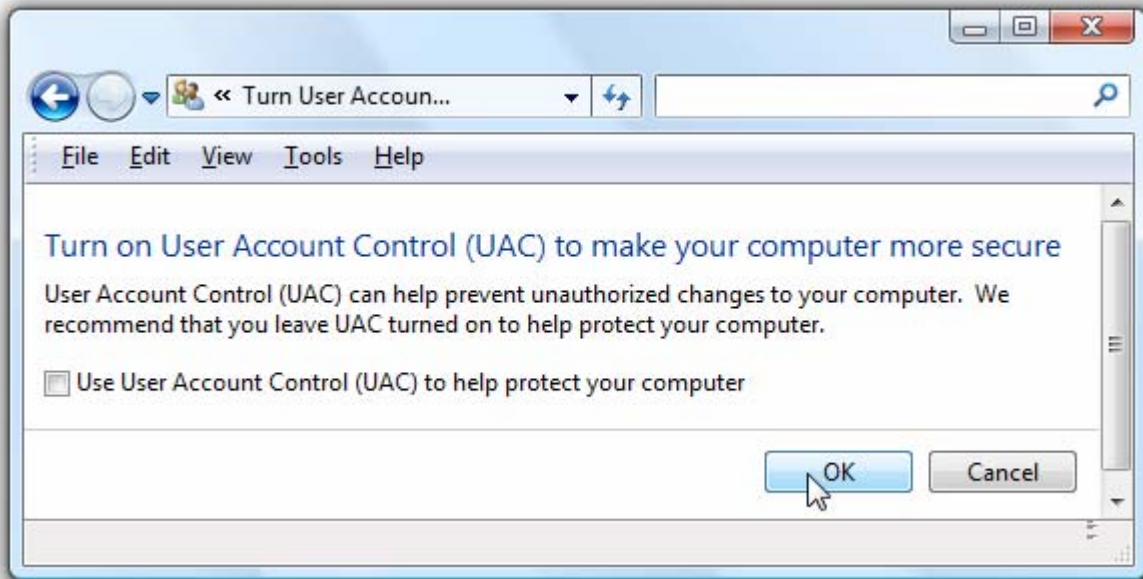 « Turn User Accoun...
File Edit View Tools Help
Turn on User Account Control (UAC) to make your computer more secure
User Account Control (UAC) can help prevent unauthorized changes to your computer. We
recommend that you leave UAC turned on to help protect your computer.
Use User Account Control (UAC) to help protect your computer
OK Cancel